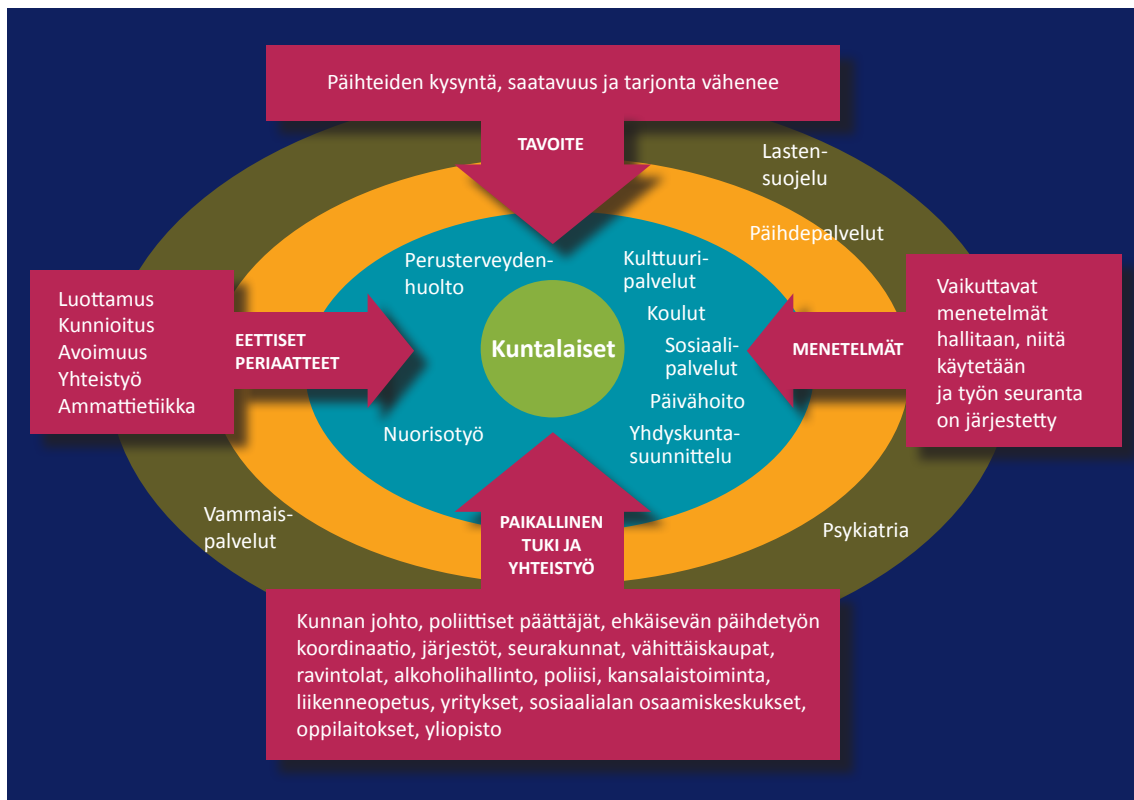 Päihteiden kysyntä, saatavuus ja tarjonta vähenee
TAVOITE
Lasten-
suojelu
Päihdepalvelut
Perusterveyden-
huolto
Kulttuuri-
palvelut
Koulut
Sosiaali-
palvelut
Päivähoito
Yhdyskunta-
suunnittelu
Kuntalaiset
Nuorisotyö
Luottamus
Kunnioitus
Avoimuus
Yhteistyö
Ammattietiikka
EETTISET
PERIAATTEET
MENETELMÄT
Vaikuttavat
menetelmät
hallitaan, niitä
käytetään
ja työn seuranta
on järjestetty
Vammais-
palvelut
Psykiatria
PAIKALLINEN
TUKI JA
YHTEISTYÖ
Kunnan johto, poliittiset päättäjät, ehkäisevän päihdetyön
koordinaatio, järjestöt, seurakunnat, vähittäiskaupat,
ravintolat, alkoholihallinto, poliisi, kansalaistoiminta,
liikenneopetus, yritykset, sosiaalialan osaamiskeskukset,
oppilaitokset, yliopisto